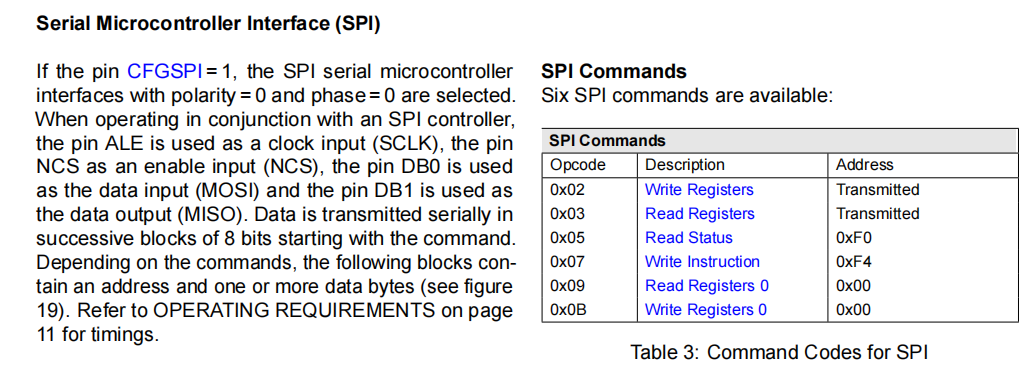 Serial Microcontroller Interface (SPI)
If the pin CFGSPI = 1, the SPI serial microcontroller
interfaces with polarity = 0 and phase = 0 are selected.
When operating in conjunction with an SPI controller,
the pin ALE is used as a clock input (SCLK), the pin
NCS as an enable input (NCS), the pin DB0 is used
as the data input (MOSI) and the pin DB1 is used as
the data output (MISO). Data is transmitted serially in
successive blocks of 8 bits starting with the command.
Depending on the commands, the following blocks con-
tain an address and one or more data bytes (see figure
19). Refer to OPERATING REQUIREMENTS on page
11 for timings.
SPI Commands
Six SPI commands are available:
SPI Commands
Opcode Description Address
0x02 Write Registers Transmitted
0x03 Read Registers Transmitted
0x05 Read Status 0xF0
0x07 Write Instruction 0xF4
0x09 Read Registers 0 0x00
0x0B Write Registers 0 0x00
Table 3: Command Codes for SPI